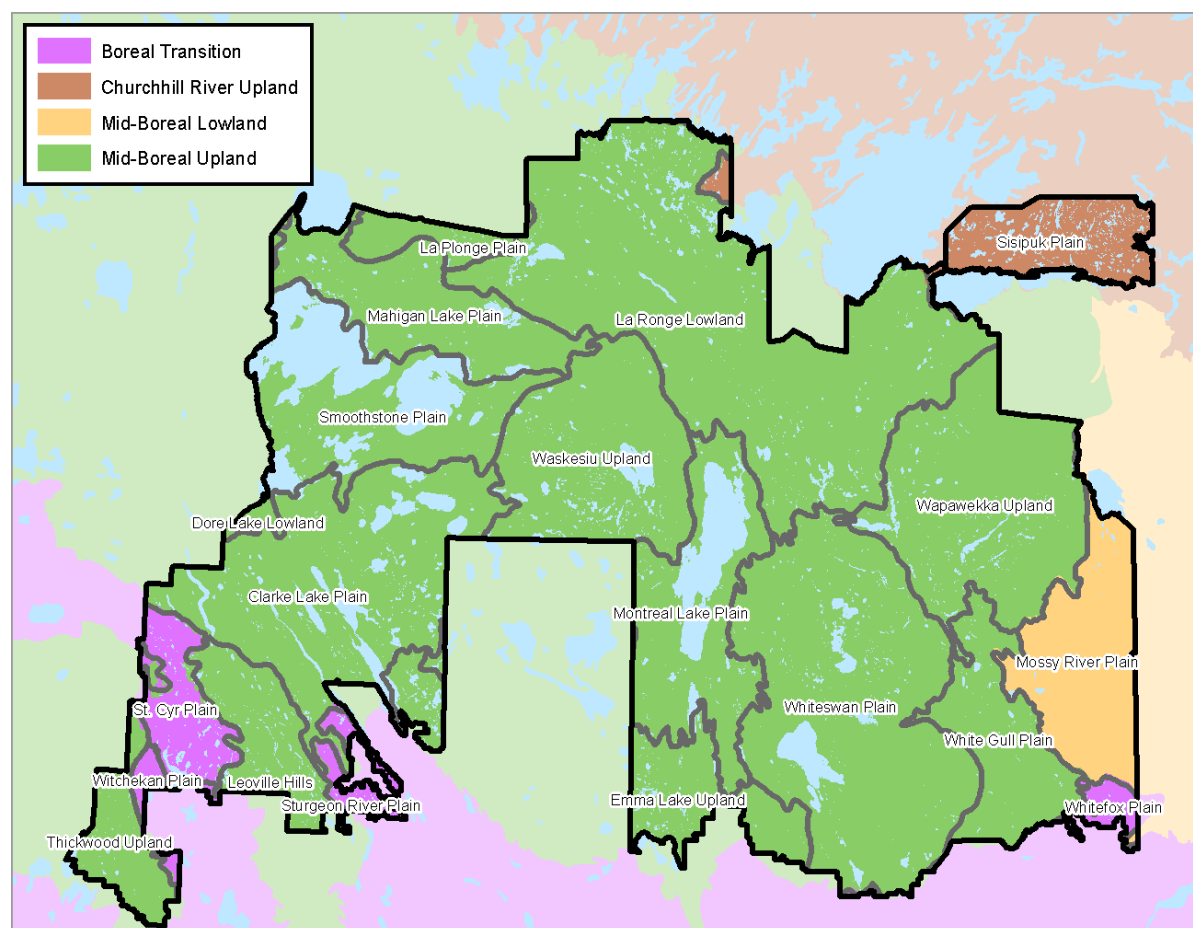 Boreal Transition
Churchhill River Upland
Mid-Boreal Lowland
Mid-Boreal Upland
Sisipuk Plain
La Plonge Plain
Mahigan Lake Plain
La Ronge Lowland
Smoothstone Plain
Waskesiu Upland
Wapawekka Upland
Dore Lake Lowland
Clarke Lake Plain
Montreal Lake Plain
Mossy River Plain
St. Cyr Plain
Whiteswan Plain
White Gull Plain
Witchekan Plain
Leoville Hills
Sturgeon River Plain
Emma Lake Upland
Whitefox Plain
Thickwood Upland